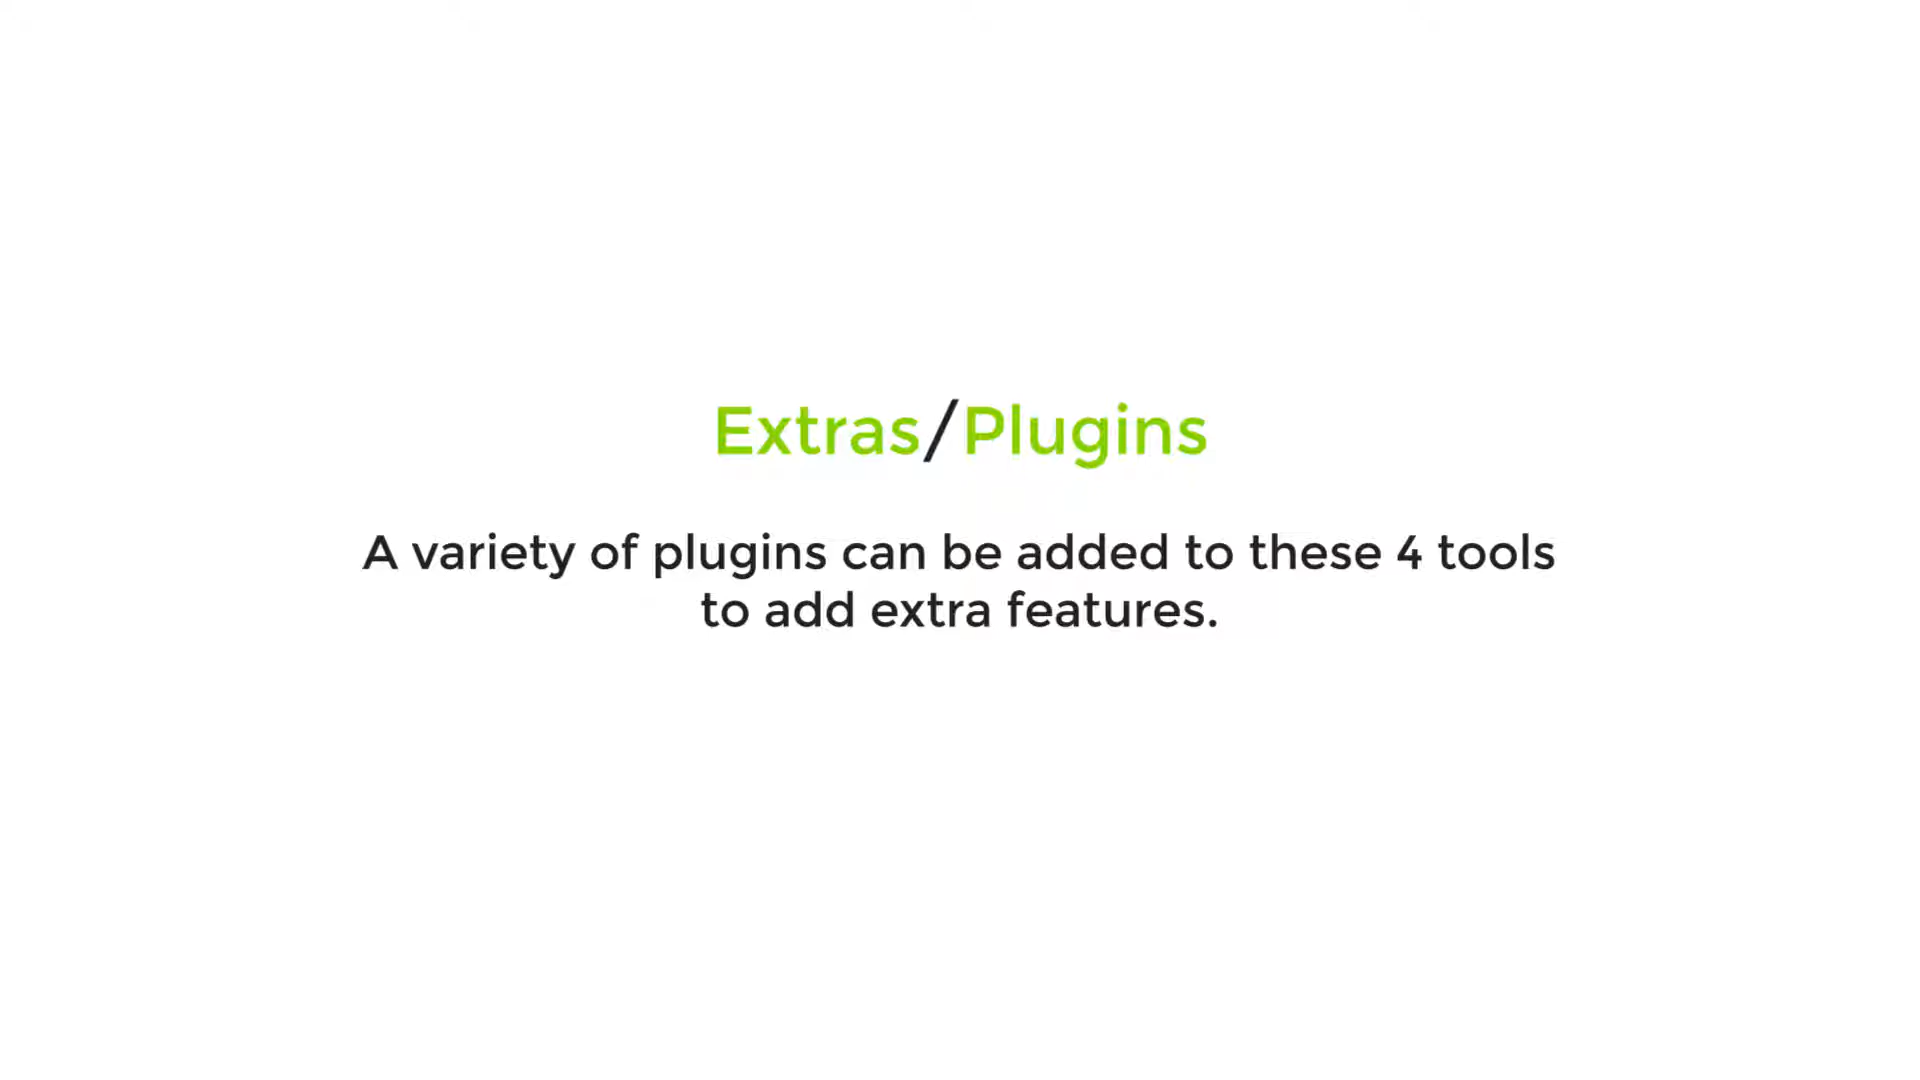 Extras/Plugins
A variety of plugins can be added to these 4 tools
to add extra features.